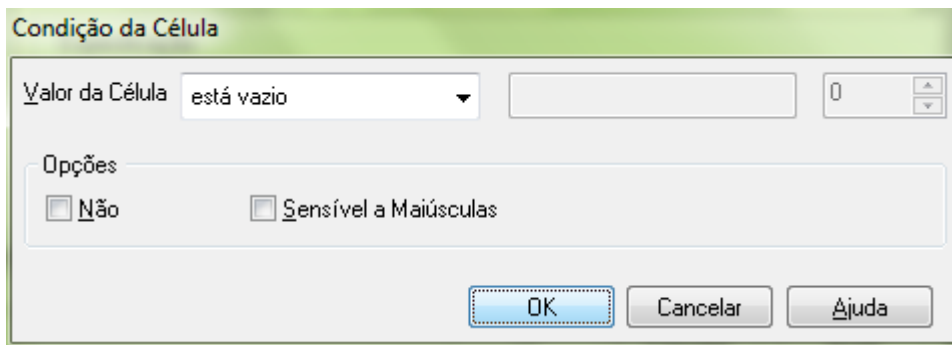 Condição da Célula
Valor da Célula está vazio 0
Opções
Não Sensível a Maiúsculas
OK Cancelar Ajuda